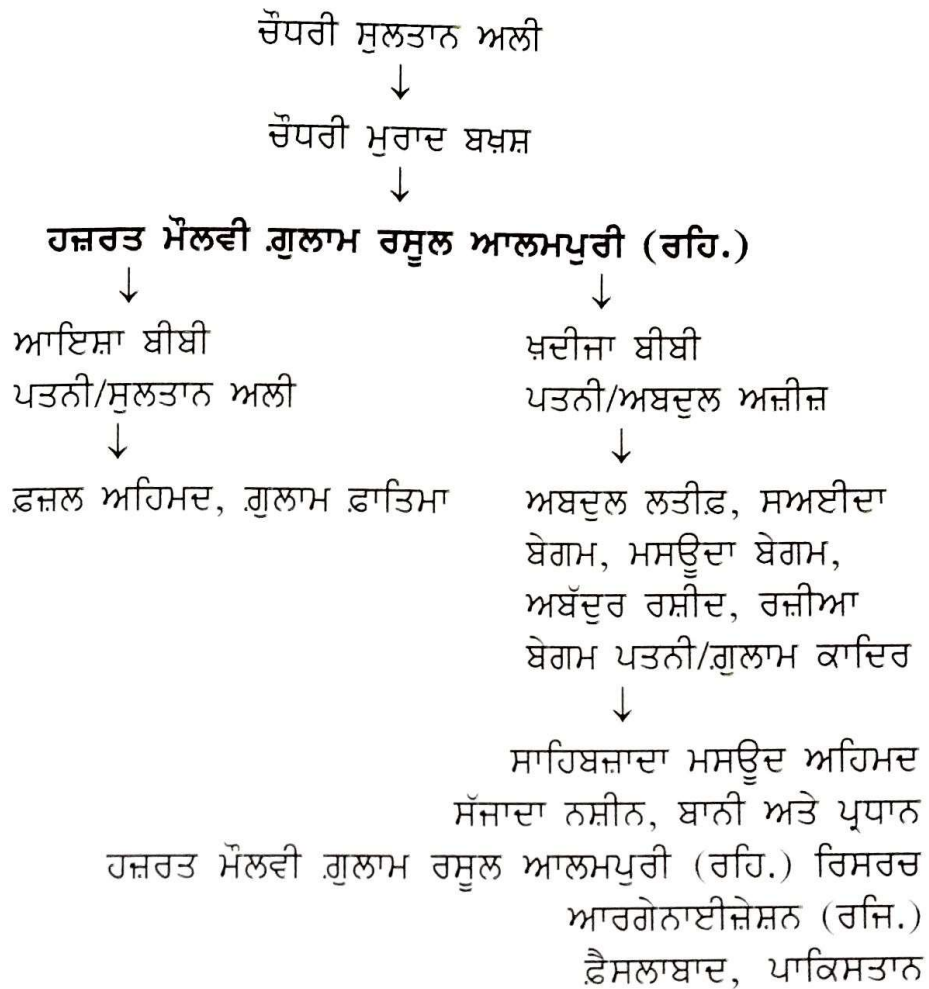 ਚੌਧਰੀ ਸੁਲਤਾਨ ਅਲੀ
↓
ਚੌਧਰੀ ਮੁਰਾਦ ਬਖ਼ਸ਼
↓
ਹਜ਼ਰਤ ਮੌਲਵੀ ਗ਼ੁਲਾਮ ਰਸੂਲ ਆਲਮਪੁਰੀ (ਰਹਿ.)
↓ ↓
ਆਇਸ਼ਾ ਬੀਬੀ
ਪਤਨੀ/ਸੁਲਤਾਨ ਅਲੀ
↓
ਫ਼ਜ਼ਲ ਅਹਿਮਦ, ਗ਼ੁਲਾਮ ਫ਼ਾਤਿਮਾ
ਖ਼ਦੀਜਾ ਬੀਬੀ
ਪਤਨੀ/ਅਬਦੁਲ ਅਜ਼ੀਜ਼
↓
ਅਬਦੁਲ ਲਤੀਫ਼, ਸਅਈਦਾ
ਬੇਗਮ, ਮਸਊਦਾ ਬੇਗਮ,
ਅਬੱਦੁਰ ਰਸ਼ੀਦ, ਰਜ਼ੀਆ
ਬੇਗਮ ਪਤਨੀ/ਗ਼ੁਲਾਮ ਕਾਦਿਰ
↓
ਸਾਹਿਬਜ਼ਾਦਾ ਮਸਊਦ ਅਹਿਮਦ
ਸੱਜਾਦਾ ਨਸ਼ੀਨ, ਬਾਨੀ ਅਤੇ ਪ੍ਰਧਾਨ
ਹਜ਼ਰਤ ਮੌਲਵੀ ਗ਼ੁਲਾਮ ਰਸੂਲ ਆਲਮਪੁਰੀ (ਰਹਿ.) ਰਿਸਰਚ
ਆਰਗੇਨਾਈਜ਼ੇਸ਼ਨ (ਰਜਿ.)
ਫ਼ੈਸਲਾਬਾਦ, ਪਾਕਿਸਤਾਨ